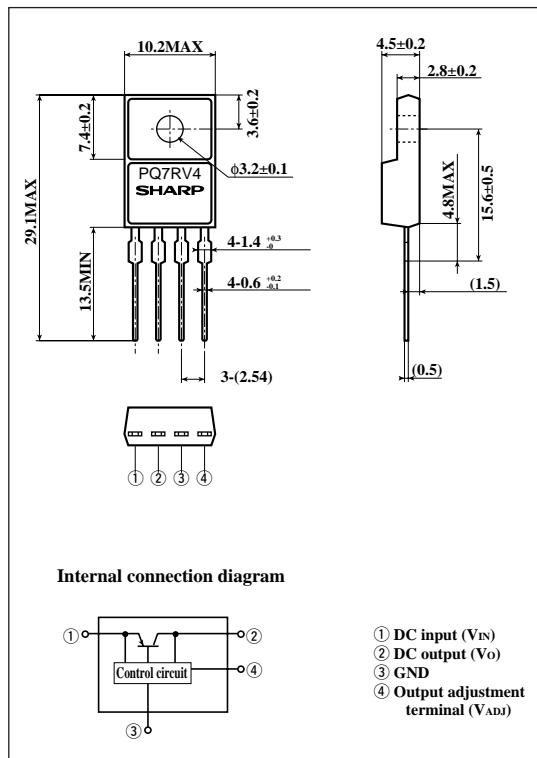 10.2MAX
4.5±0.2
2.8±0.2
7.4±0.2
3.6±0.2
PQ7RV4
SHARP
φ3.2±0.1
29.1MAX
4.8MAX
15.6±0.5
13.5MIN
4-1.4 +0.3 -0
4-0.6 +0.2 -0.1
(1.5)
3-(2.54)
(0.5)
① ② ③ ④
Internal connection diagram
① ②
Control circuit
④
③
① DC input (VIN)
② DC output (VO)
③ GND
④ Output adjustment
terminal (VADJ)